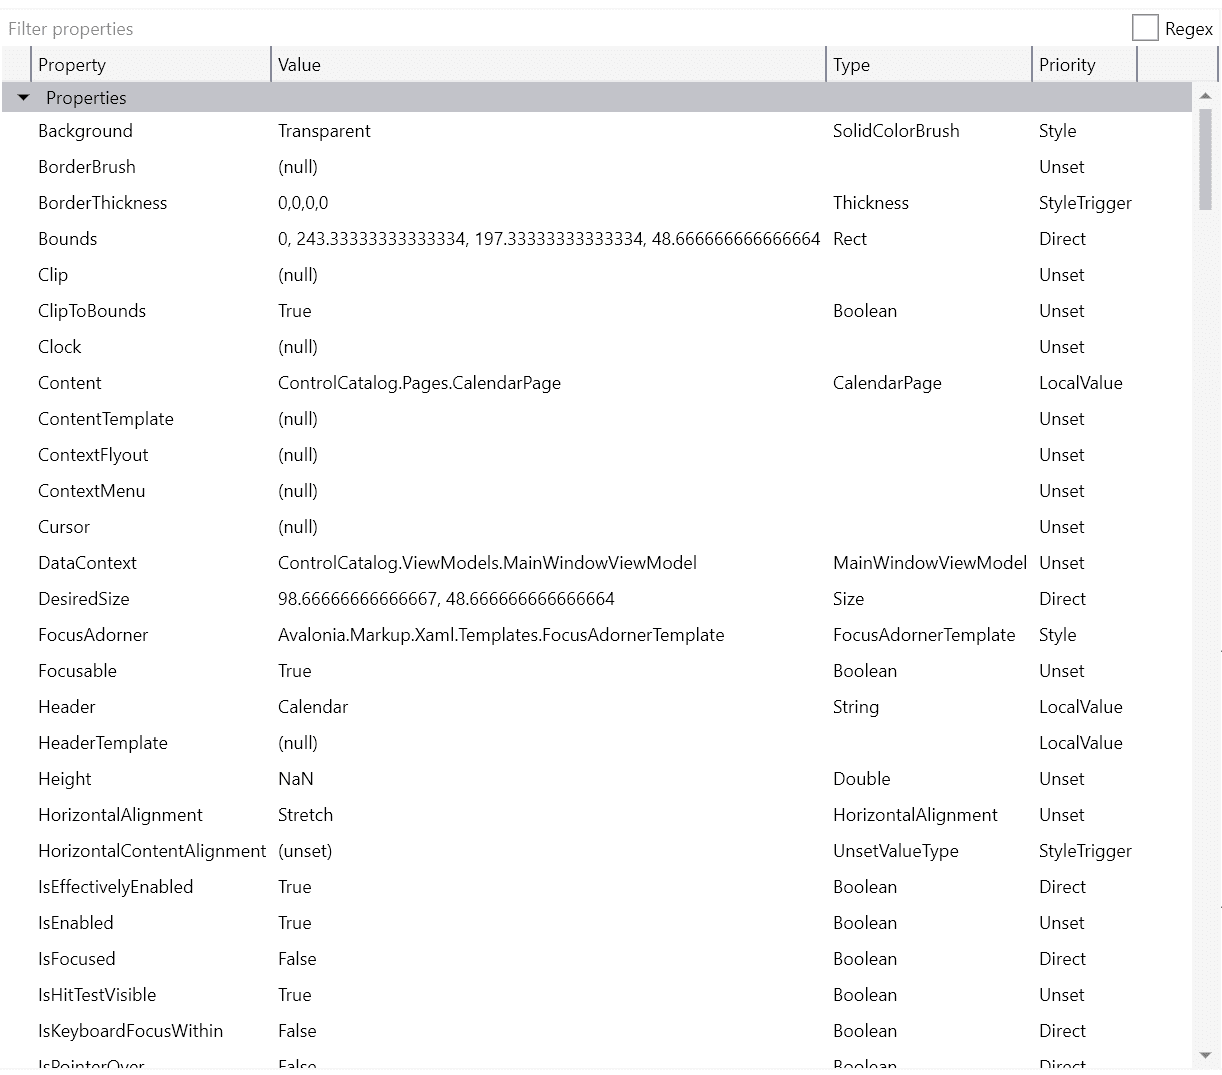 Filter properties Regex
Property Value Type Priority
Properties
Background Transparent SolidColorBrush Style
BorderBrush (null) Unset
BorderThickness 0,0,0,0 Thickness StyleTrigger
Bounds 0, 243.33333333333334, 197.33333333333334, 48.666666666666664 Rect Direct
Clip (null) Unset
ClipToBounds True Boolean Unset
Clock (null) Unset
Content ControlCatalog.Pages.CalendarPage CalendarPage LocalValue
ContentTemplate (null) Unset
ContextFlyout (null) Unset
ContextMenu (null) Unset
Cursor (null) Unset
DataContext ControlCatalog.ViewModels.MainWindowViewModel MainWindowViewModel Unset
DesiredSize 98.66666666666667, 48.666666666666664 Size Direct
FocusAdorner Avalonia.Markup.Xaml.Templates.FocusAdornerTemplate FocusAdornerTemplate Style
Focusable True Boolean Unset
Header Calendar String LocalValue
HeaderTemplate (null) LocalValue
Height NaN Double Unset
HorizontalAlignment Stretch HorizontalAlignment Unset
HorizontalContentAlignment (unset) UnsetValueType StyleTrigger
IsEffectivelyEnabled True Boolean Direct
IsEnabled True Boolean Unset
IsFocused False Boolean Direct
IsHitTestVisible True Boolean Unset
IsKeyboardFocusWithin False Boolean Direct
IsPointerOver False Boolean Direct